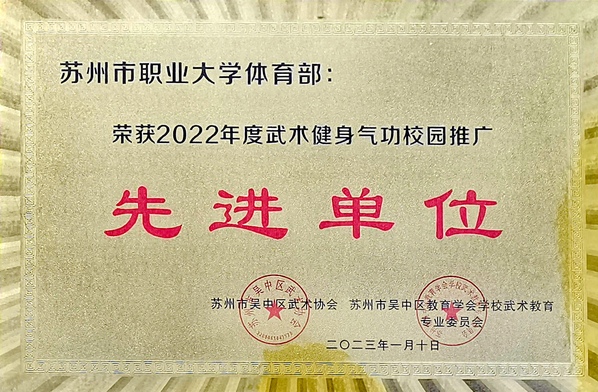 苏州市职业大学体育部：
荣获2022年度武术健身气功校园推广
先进单位
苏州市吴中区武术协会 苏州市吴中区教育学会学校武术教育
专业委员会
二〇二三年一月十日